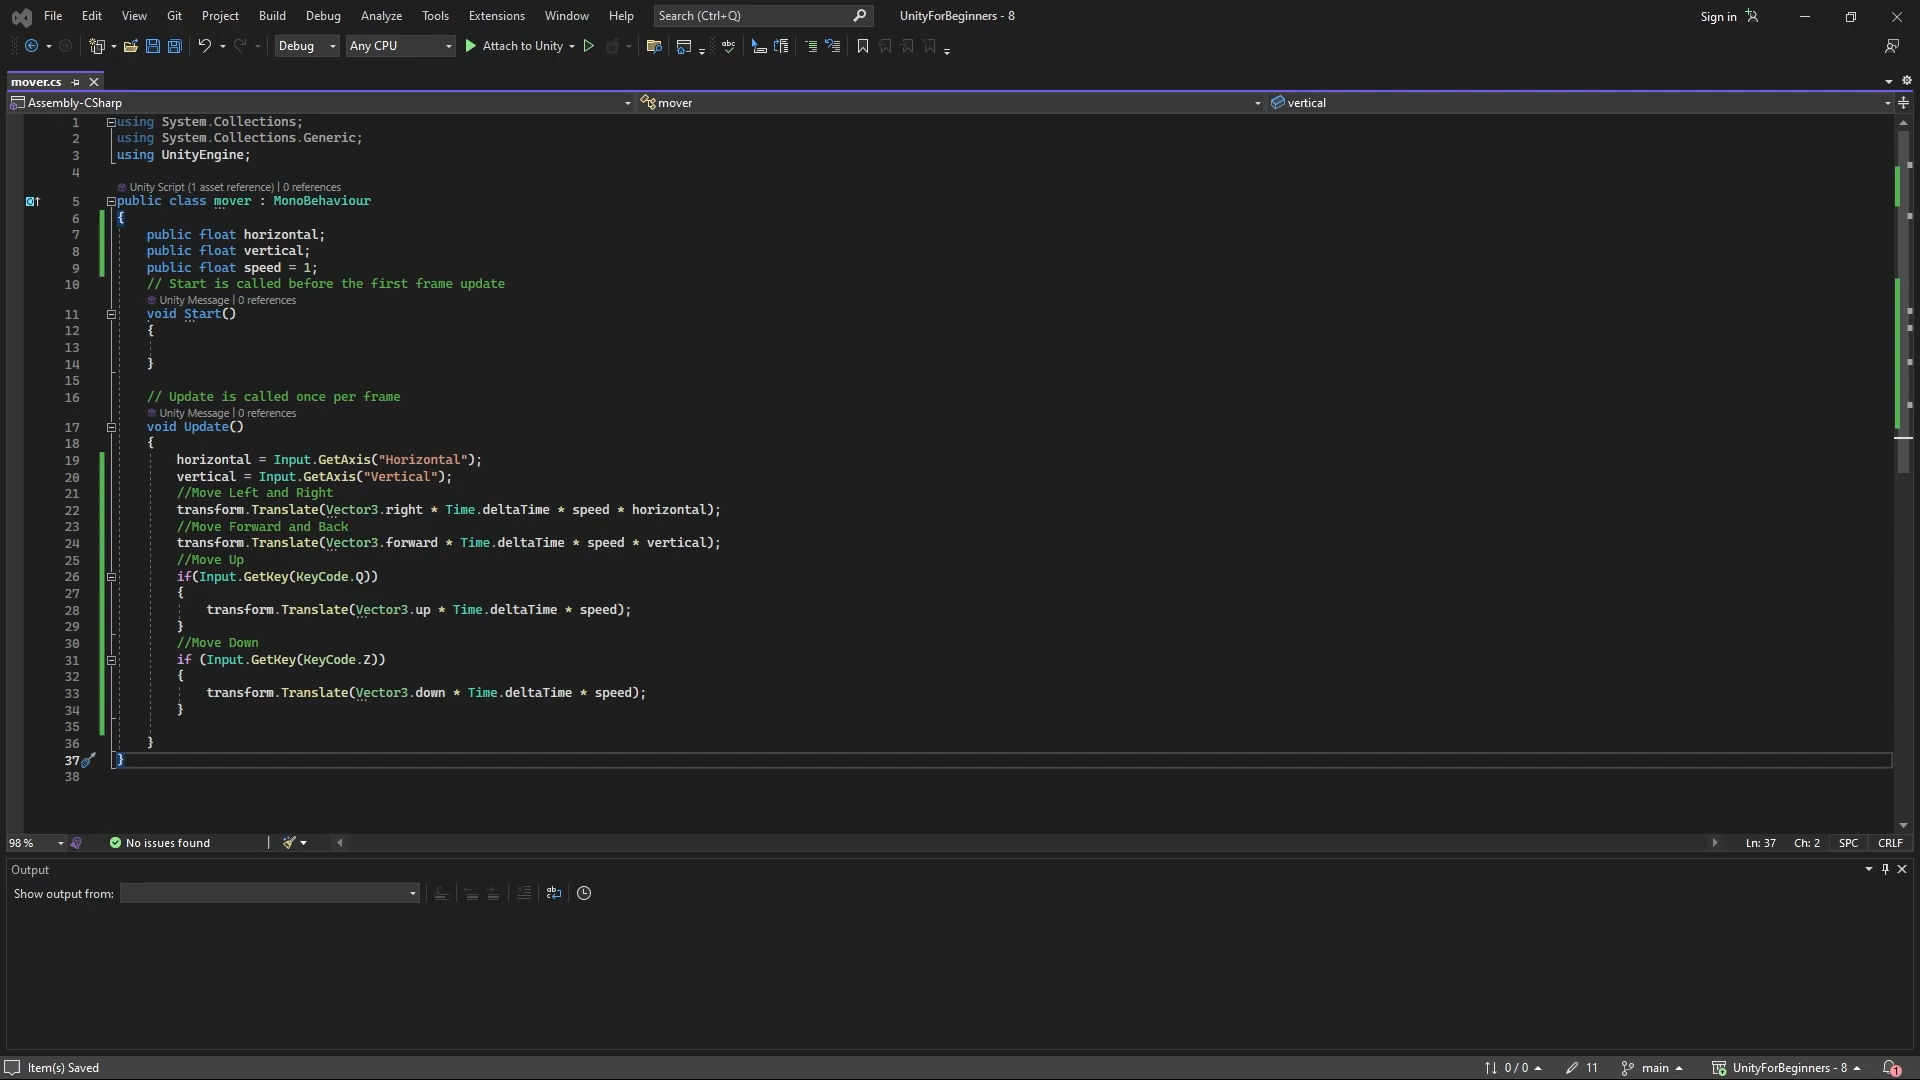 File Edit View Git Project Build Debug Analyze Tools Extensions Window Help Search (Ctrl+Q) UnityForBeginners - 8 Sign in
Debug Any CPU Attach to Unity
mover.cs
Assembly-CSharp mover vertical
1 using System.Collections;
2 using System.Collections.Generic;
3 using UnityEngine;
4
Unity Script (1 asset reference) | 0 references
5 public class mover : MonoBehaviour
6 {
7 public float horizontal;
8 public float vertical;
9 public float speed = 1;
10 // Start is called before the first frame update
Unity Message | 0 references
11 void Start()
12 {
13
14 }
15
16 // Update is called once per frame
Unity Message | 0 references
17 void Update()
18 {
19 horizontal = Input.GetAxis("Horizontal");
20 vertical = Input.GetAxis("Vertical");
21 //Move Left and Right
22 transform.Translate(Vector3.right * Time.deltaTime * speed * horizontal);
23 //Move Forward and Back
24 transform.Translate(Vector3.forward * Time.deltaTime * speed * vertical);
25 //Move Up
26 if(Input.GetKey(KeyCode.Q))
27 {
28 transform.Translate(Vector3.up * Time.deltaTime * speed);
29 }
30 //Move Down
31 if (Input.GetKey(KeyCode.Z))
32 {
33 transform.Translate(Vector3.down * Time.deltaTime * speed);
34 }
35
36 }
37 }
38
98 % No issues found Ln: 37 Ch: 2 SPC CRLF
Output
Show output from:
Item(s) Saved 0 / 0 11 main UnityForBeginners - 8 1